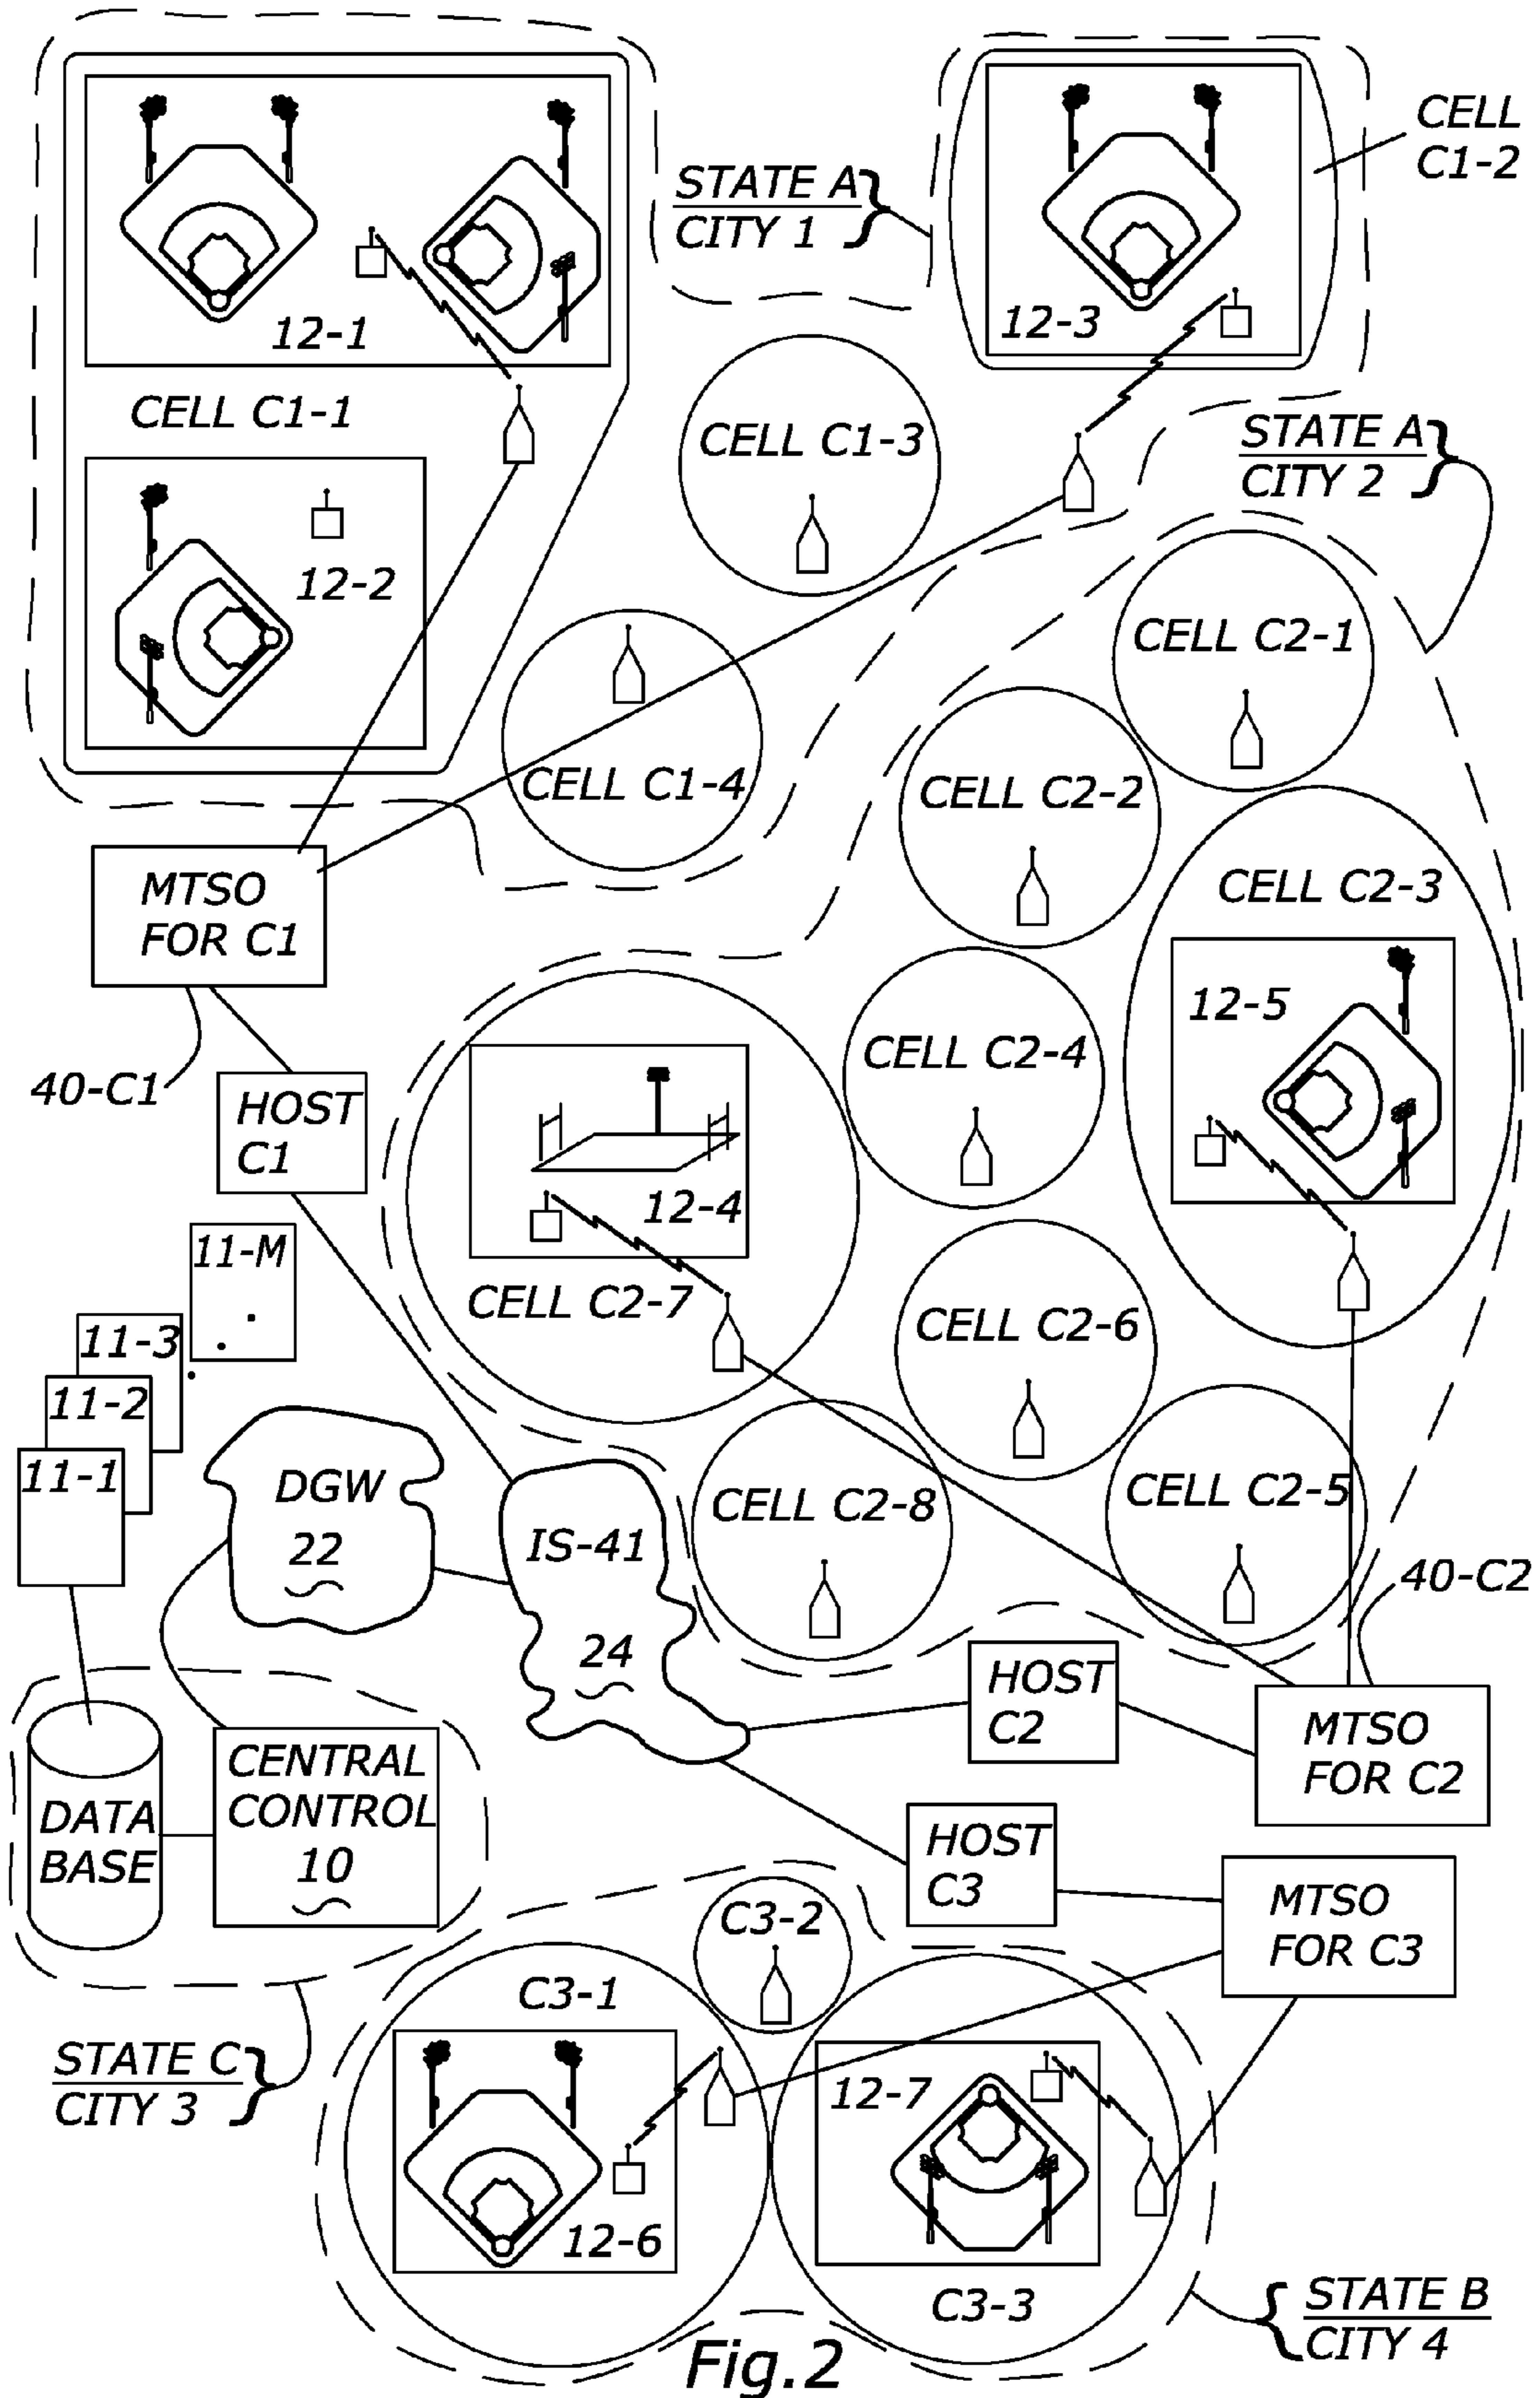 CELL
C1-2
STATE A
CITY 1
12-1
12-3
CELL C1-1
CELL C1-3
STATE A
CITY 2
12-2
CELL C2-1
CELL C1-4
CELL C2-2
MTSO
FOR C1
CELL C2-3
12-5
40-C1
HOST
C1
CELL C2-4
12-4
11-M
CELL C2-7
CELL C2-6
11-3
11-2
11-1
DGW
22
IS-41
24
CELL C2-8
CELL C2-5
40-C2
HOST
C2
MTSO
FOR C2
DATA
BASE
CENTRAL
CONTROL
10
HOST
C3
MTSO
FOR C3
C3-2
C3-1
STATE C
CITY 3
12-7
12-6
C3-3
STATE B
CITY 4
Fig.2